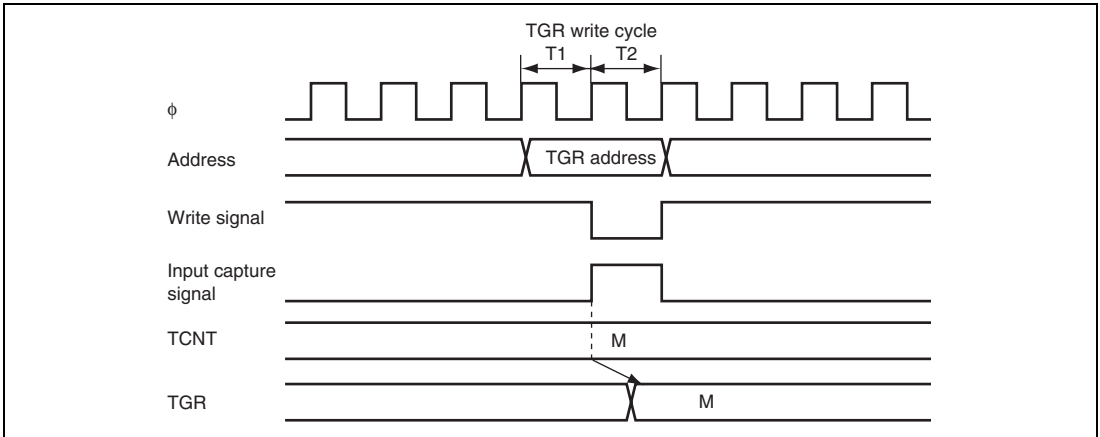 TGR write cycle
T1 T2
ϕ
Address
TGR address
Write signal
Input capture
signal
TCNT
M
TGR
M